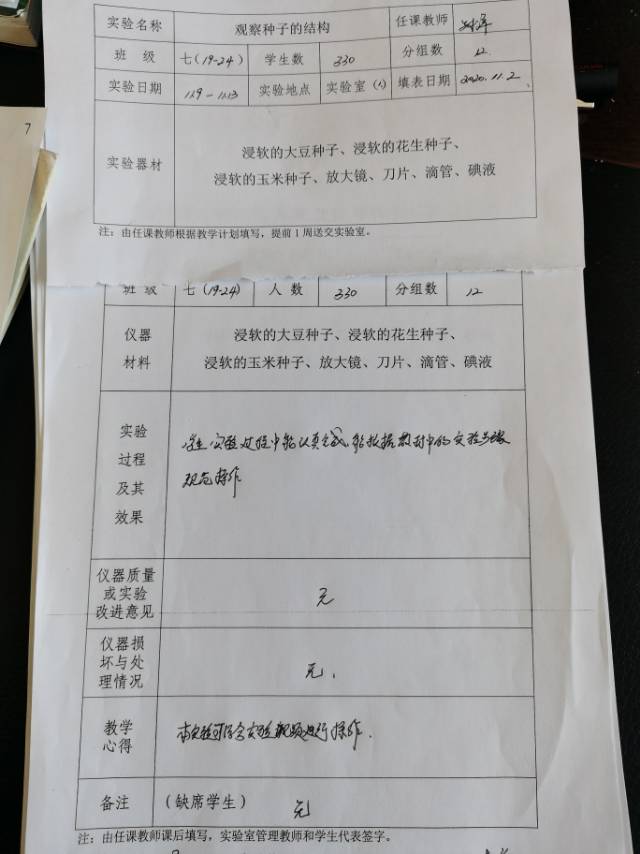 实验名称 观察种子的结构 任课教师
班 级 七(19-24) 学生数 330 分组数 12
实验日期 11.9-11.13 实验地点 实验室(1) 填表日期 2020.11.2
实验器材 浸软的大豆种子、浸软的花生种子、
浸软的玉米种子、放大镜、刀片、滴管、碘液
注:由任课教师根据教学计划填写,提前1周送交实验室。
班 级 七(19-24) 人 数 330 分组数 12
仪器 浸软的大豆种子、浸软的花生种子、
材料 浸软的玉米种子、放大镜、刀片、滴管、碘液
实验
过程
及其
效果
学生实验过程中能认真完成,能根据教材中的实验步骤
规范操作
仪器质量
或实验
改进意见
无
仪器损
坏与处
理情况
无.
教学
心得
本实验可结合实验视频进行操作.
备注 (缺席学生) 无
注:由任课教师课后填写,实验室管理教师和学生代表签字。
7